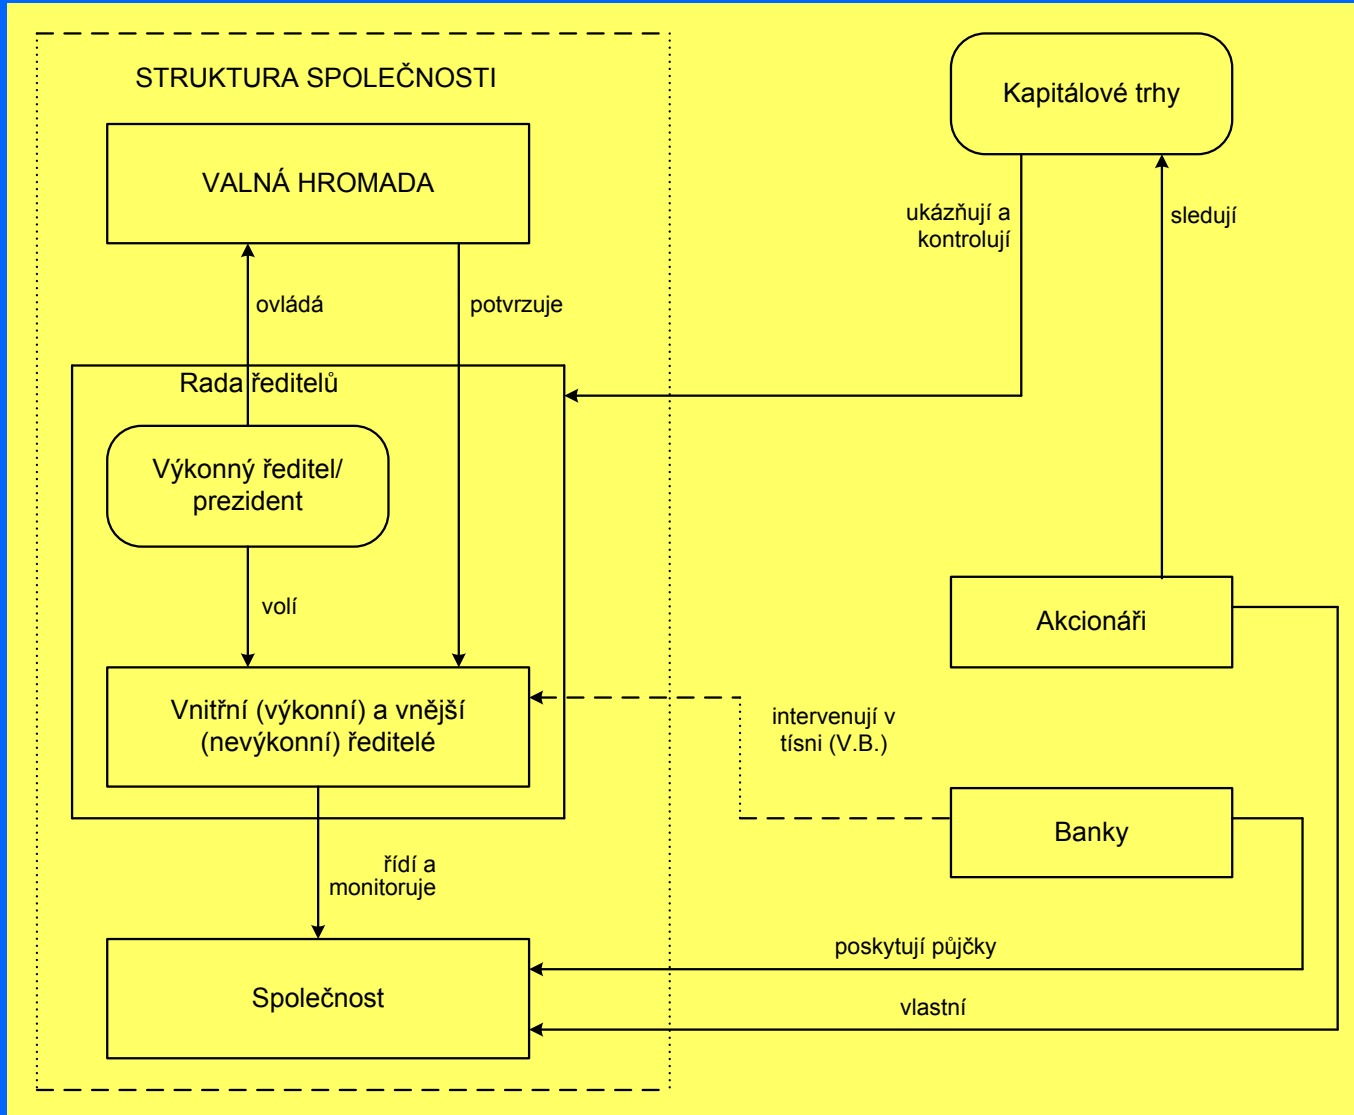 STRUKTURA SPOLEČNOSTI
Kapitálové trhy
VALNÁ HROMADA
ukázňují a
kontrolují
sledují
ovládá
potvrzuje
Rada ředitelů
Výkonný ředitel/
prezident
volí
Akcionáři
Vnitřní (výkonní) a vnější
(nevýkonní) ředitelé
intervenují v
tísni (V.B.)
Banky
řídí a
monitoruje
poskytují půjčky
Společnost
vlastní